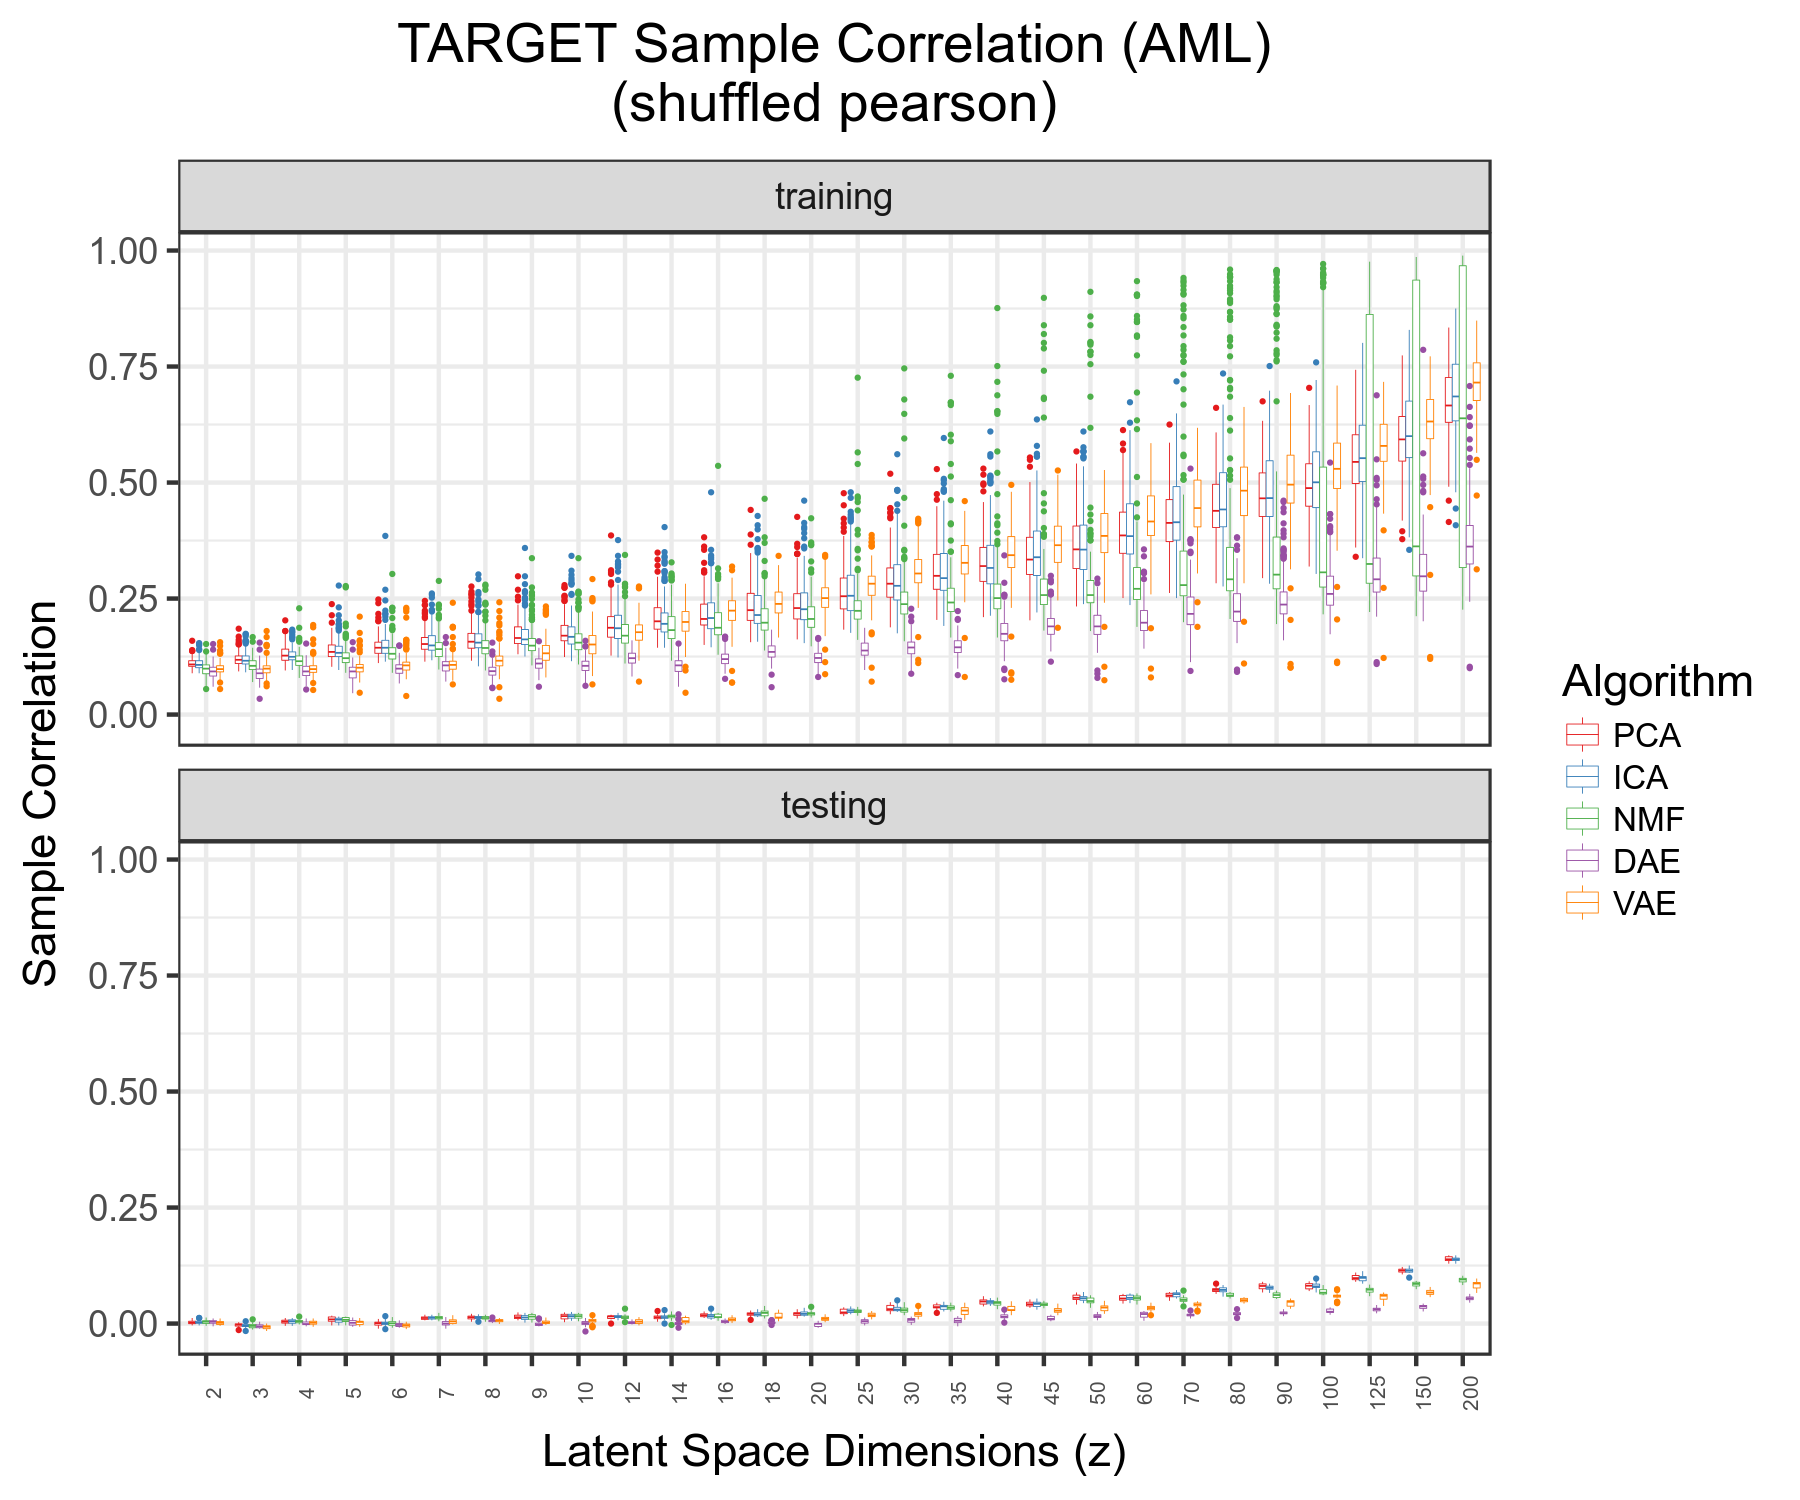 TARGET Sample Correlation (AML)
(shuffled pearson)
training
1.00
0.75
0.50
0.25
0.00
testing
1.00
0.75
0.50
0.25
0.00
2 3 4 5 6 7 8 9 10 12 14 16 18 20 25 30 35 40 45 50 60 70 80 90 100 125 150 200
Latent Space Dimensions (z)
Sample Correlation
Algorithm
PCA
ICA
NMF
DAE
VAE